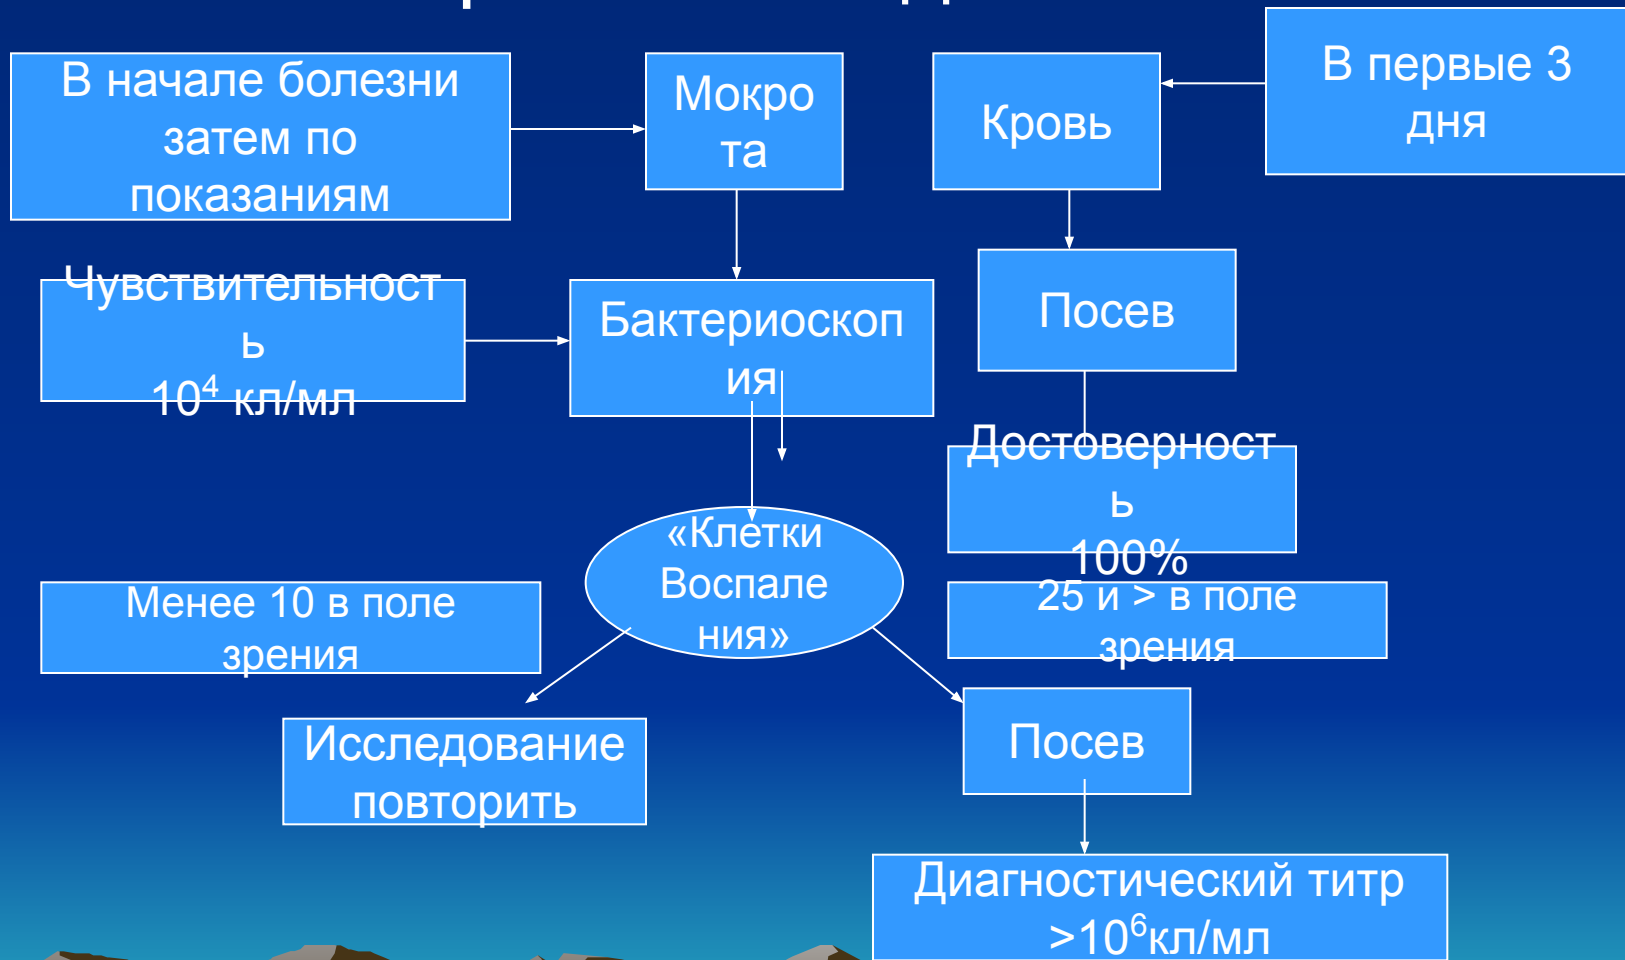 В начале болезни
затем по
показаниям
Мокро
та
Кровь
В первые 3
дня
Чувствительност
ь
10⁴ кл/мл
Бактериоскоп
ия
Посев
Достоверност
ь
100%
«Клетки
Воспале
ния»
Менее 10 в поле
зрения
25 и > в поле
зрения
Исследование
повторить
Посев
Диагностический титр
>10⁶кл/мл